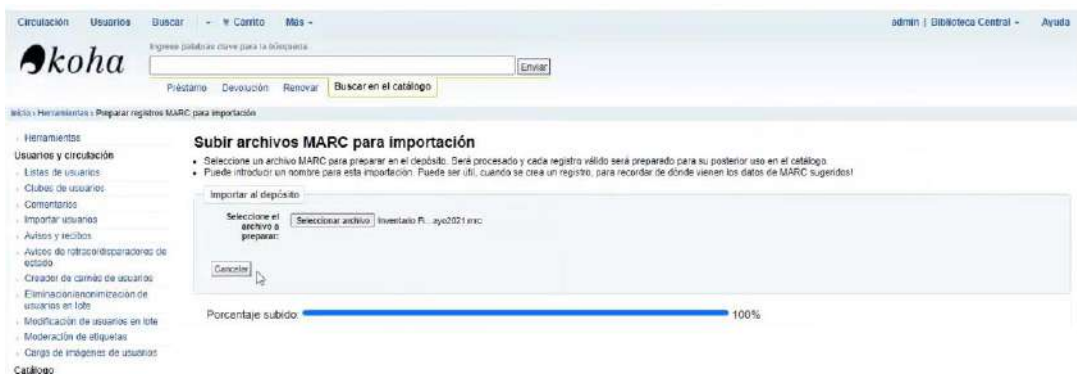 Circulación Usuarios Buscar Carrito Más
admin | Biblioteca Central Ayuda
koha
Ingrese palabras clave para la búsqueda:
Enviar
Préstamo Devolución Renovar Buscar en el catálogo
Inicio › Herramientas › Preparar registros MARC para importación
Herramientas
Usuarios y circulación
Listas de usuarios
Clubes de usuarios
Comentarios
Importar usuarios
Avisos y recibos
Avisos de retraso/disparadores de
estado
Creador de carnés de usuarios
Eliminación/anonimización de
usuarios en lote
Modificación de usuarios en lote
Moderación de etiquetas
Carga de imágenes de usuarios
Catálogo
Subir archivos MARC para importación
Seleccione un archivo MARC para preparar en el depósito. Será procesado y cada registro válido será preparado para su posterior uso en el catálogo.
Puede introducir un nombre para esta importación. Puede ser útil, cuando se crea un registro, para recordar de dónde vienen los datos de MARC sugeridos!
Importar al depósito
Seleccione el
archivo a
preparar:
Seleccionar archivo Inventario Fi...ayo2021.mrc
Cancelar
Porcentaje subido: 100%